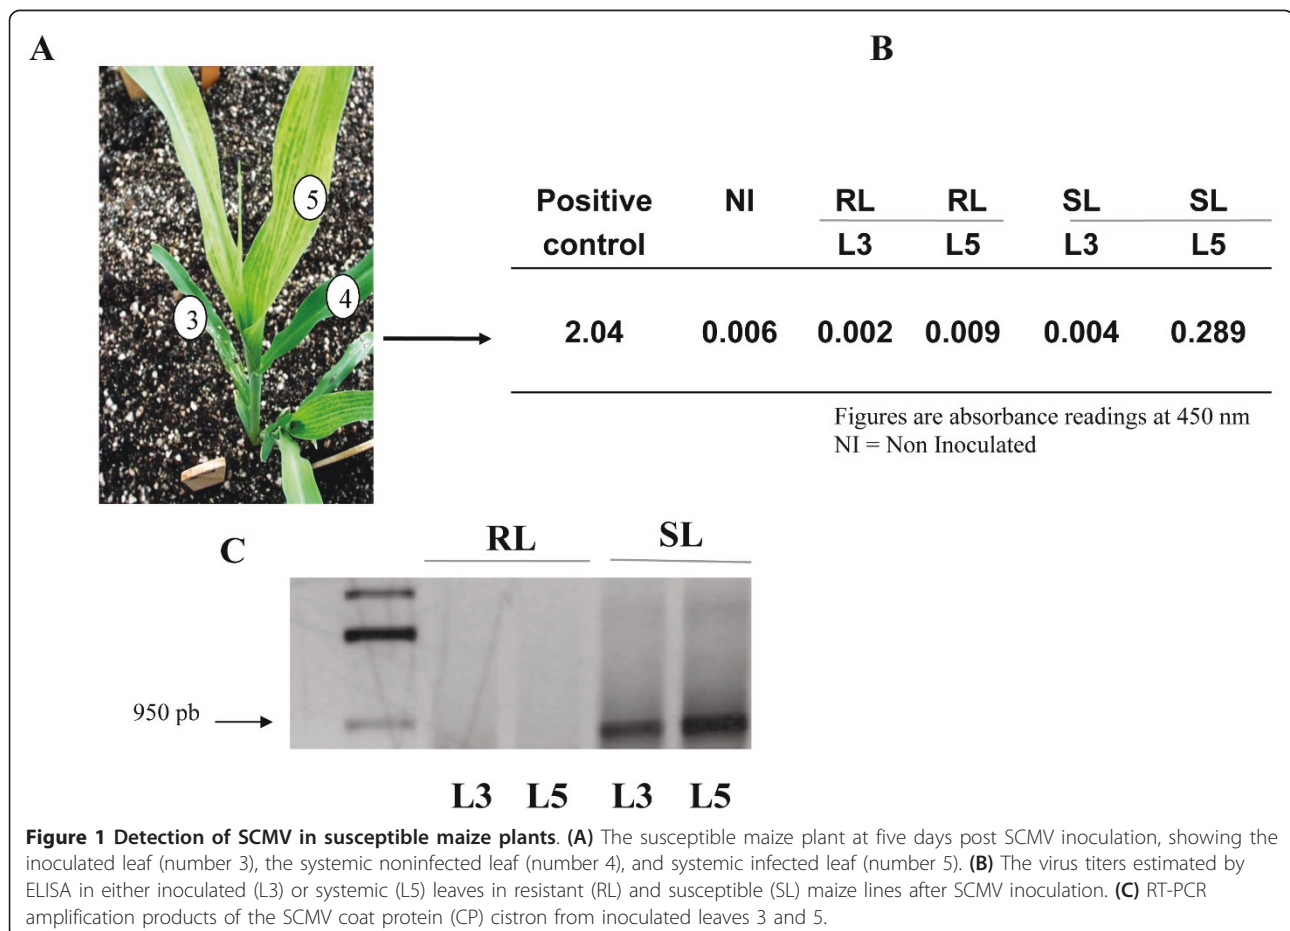 A
B
5
4
3
Positive NI RL RL SL SL
control L3 L5 L3 L5
2.04 0.006 0.002 0.009 0.004 0.289
Figures are absorbance readings at 450 nm
NI = Non Inoculated
C
RL SL
950 pb
L3 L5 L3 L5
Figure 1 Detection of SCMV in susceptible maize plants. (A) The susceptible maize plant at five days post SCMV inoculation, showing the
inoculated leaf (number 3), the systemic noninfected leaf (number 4), and systemic infected leaf (number 5). (B) The virus titers estimated by
ELISA in either inoculated (L3) or systemic (L5) leaves in resistant (RL) and susceptible (SL) maize lines after SCMV inoculation. (C) RT-PCR
amplification products of the SCMV coat protein (CP) cistron from inoculated leaves 3 and 5.